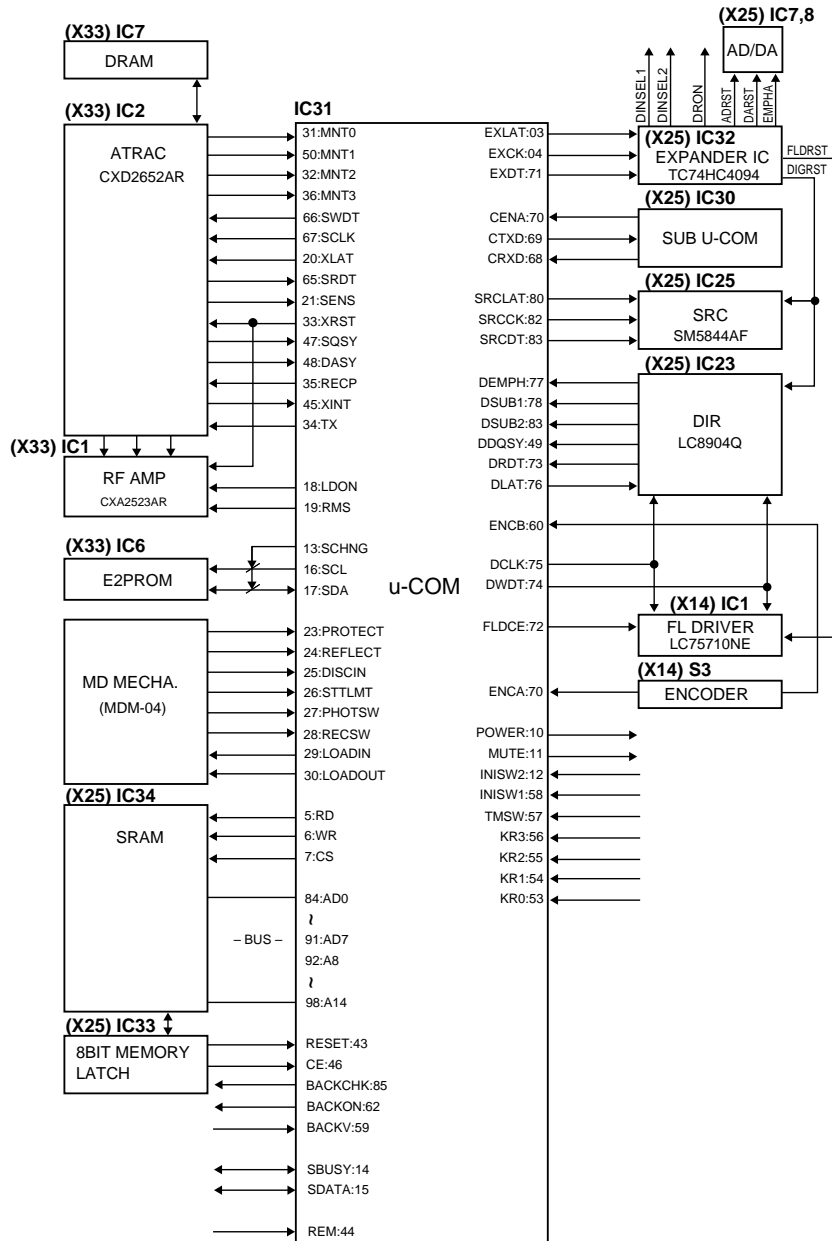 (X33) IC7
DRAM
(X33) IC2
ATRAC
CXD2652AR
(X33) IC1
RF AMP
CXA2523AR
(X33) IC6
E2PROM
MD MECHA.
(MDM-04)
(X25) IC34
SRAM
– BUS –
(X25) IC33
8BIT MEMORY
LATCH
IC31
u-COM
31:MNT0
50:MNT1
32:MNT2
36:MNT3
66:SWDT
67:SCLK
20:XLAT
65:SRDT
21:SENS
33:XRST
47:SQSY
48:DASY
35:RECP
45:XINT
34:TX
18:LDON
19:RMS
13:SCHNG
16:SCL
17:SDA
23:PROTECT
24:REFLECT
25:DISCIN
26:STTLMT
27:PHOTSW
28:RECSW
29:LOADIN
30:LOADOUT
5:RD
6:WR
7:CS
84:AD0
~
91:AD7
92:A8
~
98:A14
RESET:43
CE:46
BACKCHK:85
BACKON:62
BACKV:59
SBUSY:14
SDATA:15
REM:44
EXLAT:03
EXCK:04
EXDT:71
CENA:70
CTXD:69
CRXD:68
SRCLAT:80
SRCCK:82
SRCDT:83
DEMPH:77
DSUB1:78
DSUB2:83
DDQSY:49
DRDT:73
DLAT:76
ENCB:60
DCLK:75
DWDT:74
FLDCE:72
ENCA:70
POWER:10
MUTE:11
INISW2:12
INISW1:58
TMSW:57
KR3:56
KR2:55
KR1:54
KR0:53
(X25) IC7,8
AD/DA
DINSEL1
DINSEL2
DRON
ADRST
DARST
EMPHA
(X25) IC32
EXPANDER IC
TC74HC4094
FLDRST
DIGRST
(X25) IC30
SUB U-COM
(X25) IC25
SRC
SM5844AF
(X25) IC23
DIR
LC8904Q
(X14) IC1
FL DRIVER
LC75710NE
(X14) S3
ENCODER